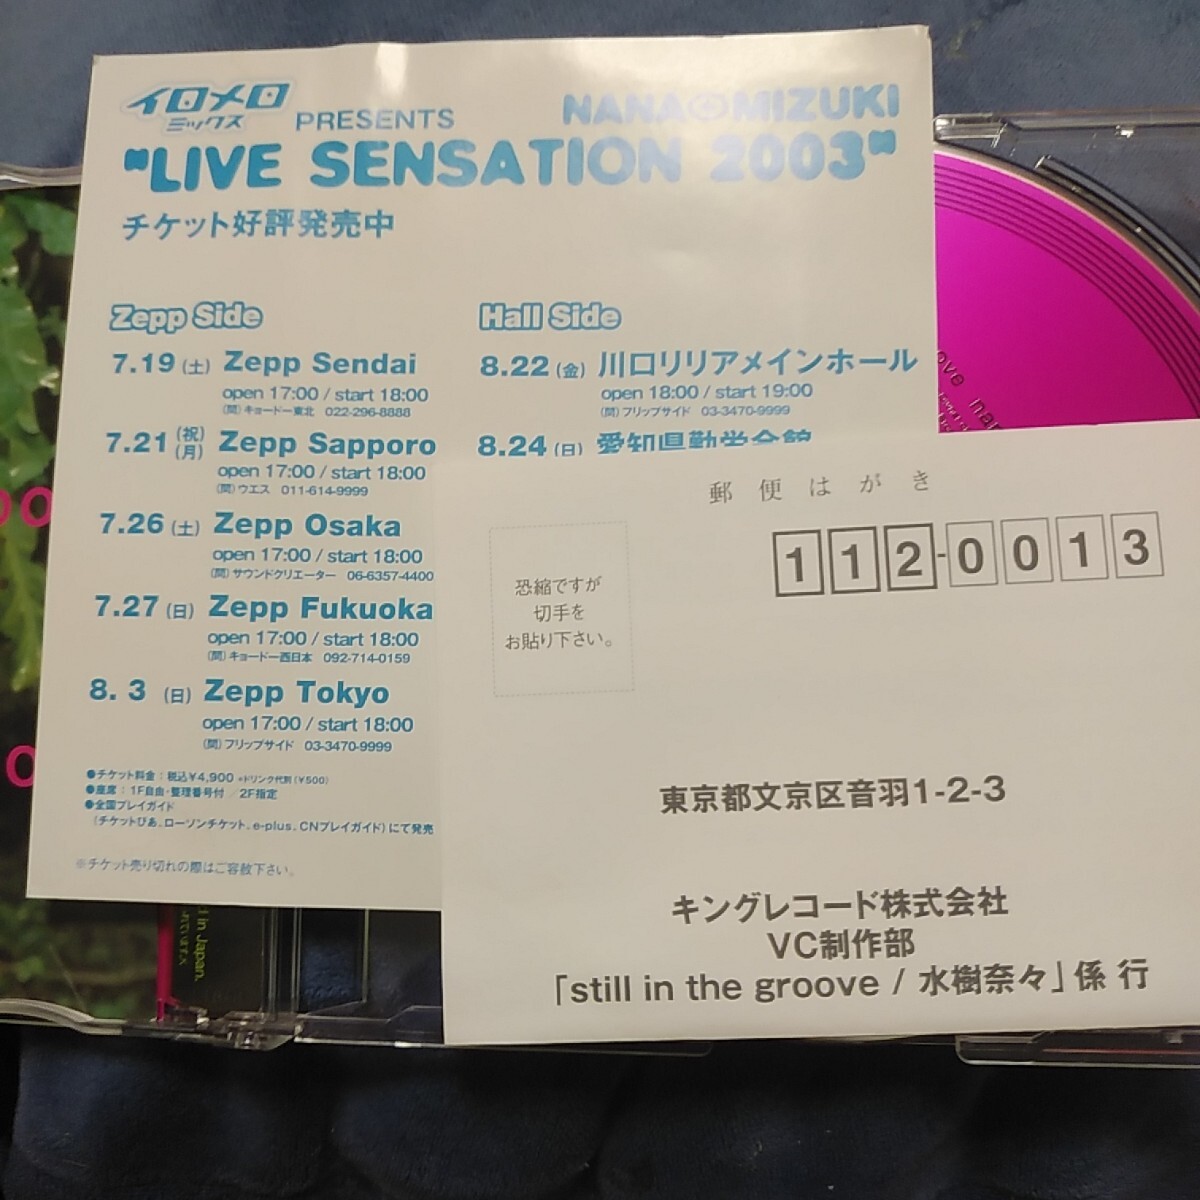 イロメロ
ミックス
PRESENTS
NANA MIZUKI
"LIVE SENSATION 2003"
チケット好評発売中
Zepp Side
7.19 (土) Zepp Sendai
open 17:00 / start 18:00
(問) キョードー東北 022-296-8888
7.21 (祝)(月) Zepp Sapporo
open 17:00 / start 18:00
(問) ウエス 011-614-9999
7.26 (土) Zepp Osaka
open 17:00 / start 18:00
(問) サウンドクリエーター 06-6357-4400
7.27 (日) Zepp Fukuoka
open 17:00 / start 18:00
(問) キョードー西日本 092-714-0159
8. 3 (日) Zepp Tokyo
open 17:00 / start 18:00
(問) フリップサイド 03-3470-9999
●チケット料金：税込￥4,900 *ドリンク代別（￥500）
●座席：1F自由・整理番号付／2F指定
●全国プレイガイド
（チケットぴあ、ローソンチケット、e-plus、CNプレイガイド）にて発売
※チケット売り切れの際はご容赦下さい。
Hall Side
8.22 (金) 川口リリアメインホール
open 18:00 / start 19:00
(問) フリップサイド 03-3470-9999
8.24 (日) 愛知県勤労会館
郵便はがき
112-0013
恐縮ですが
切手を
お貼り下さい。
東京都文京区音羽1-2-3
キングレコード株式会社
VC制作部
「still in the groove / 水樹奈々」係 行
in Japan.